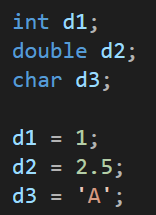 int d1;
double d2;
char d3;

d1 = 1;
d2 = 2.5;
d3 = 'A';